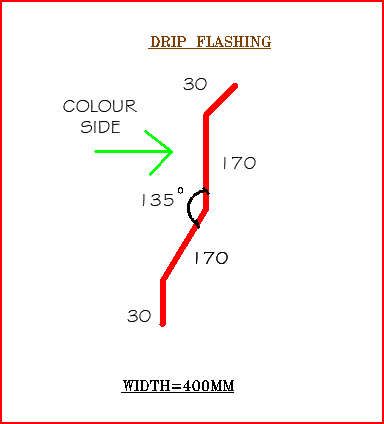 DRIP FLASHING
30
COLOUR
SIDE
170
135°
170
30
WIDTH=400MM